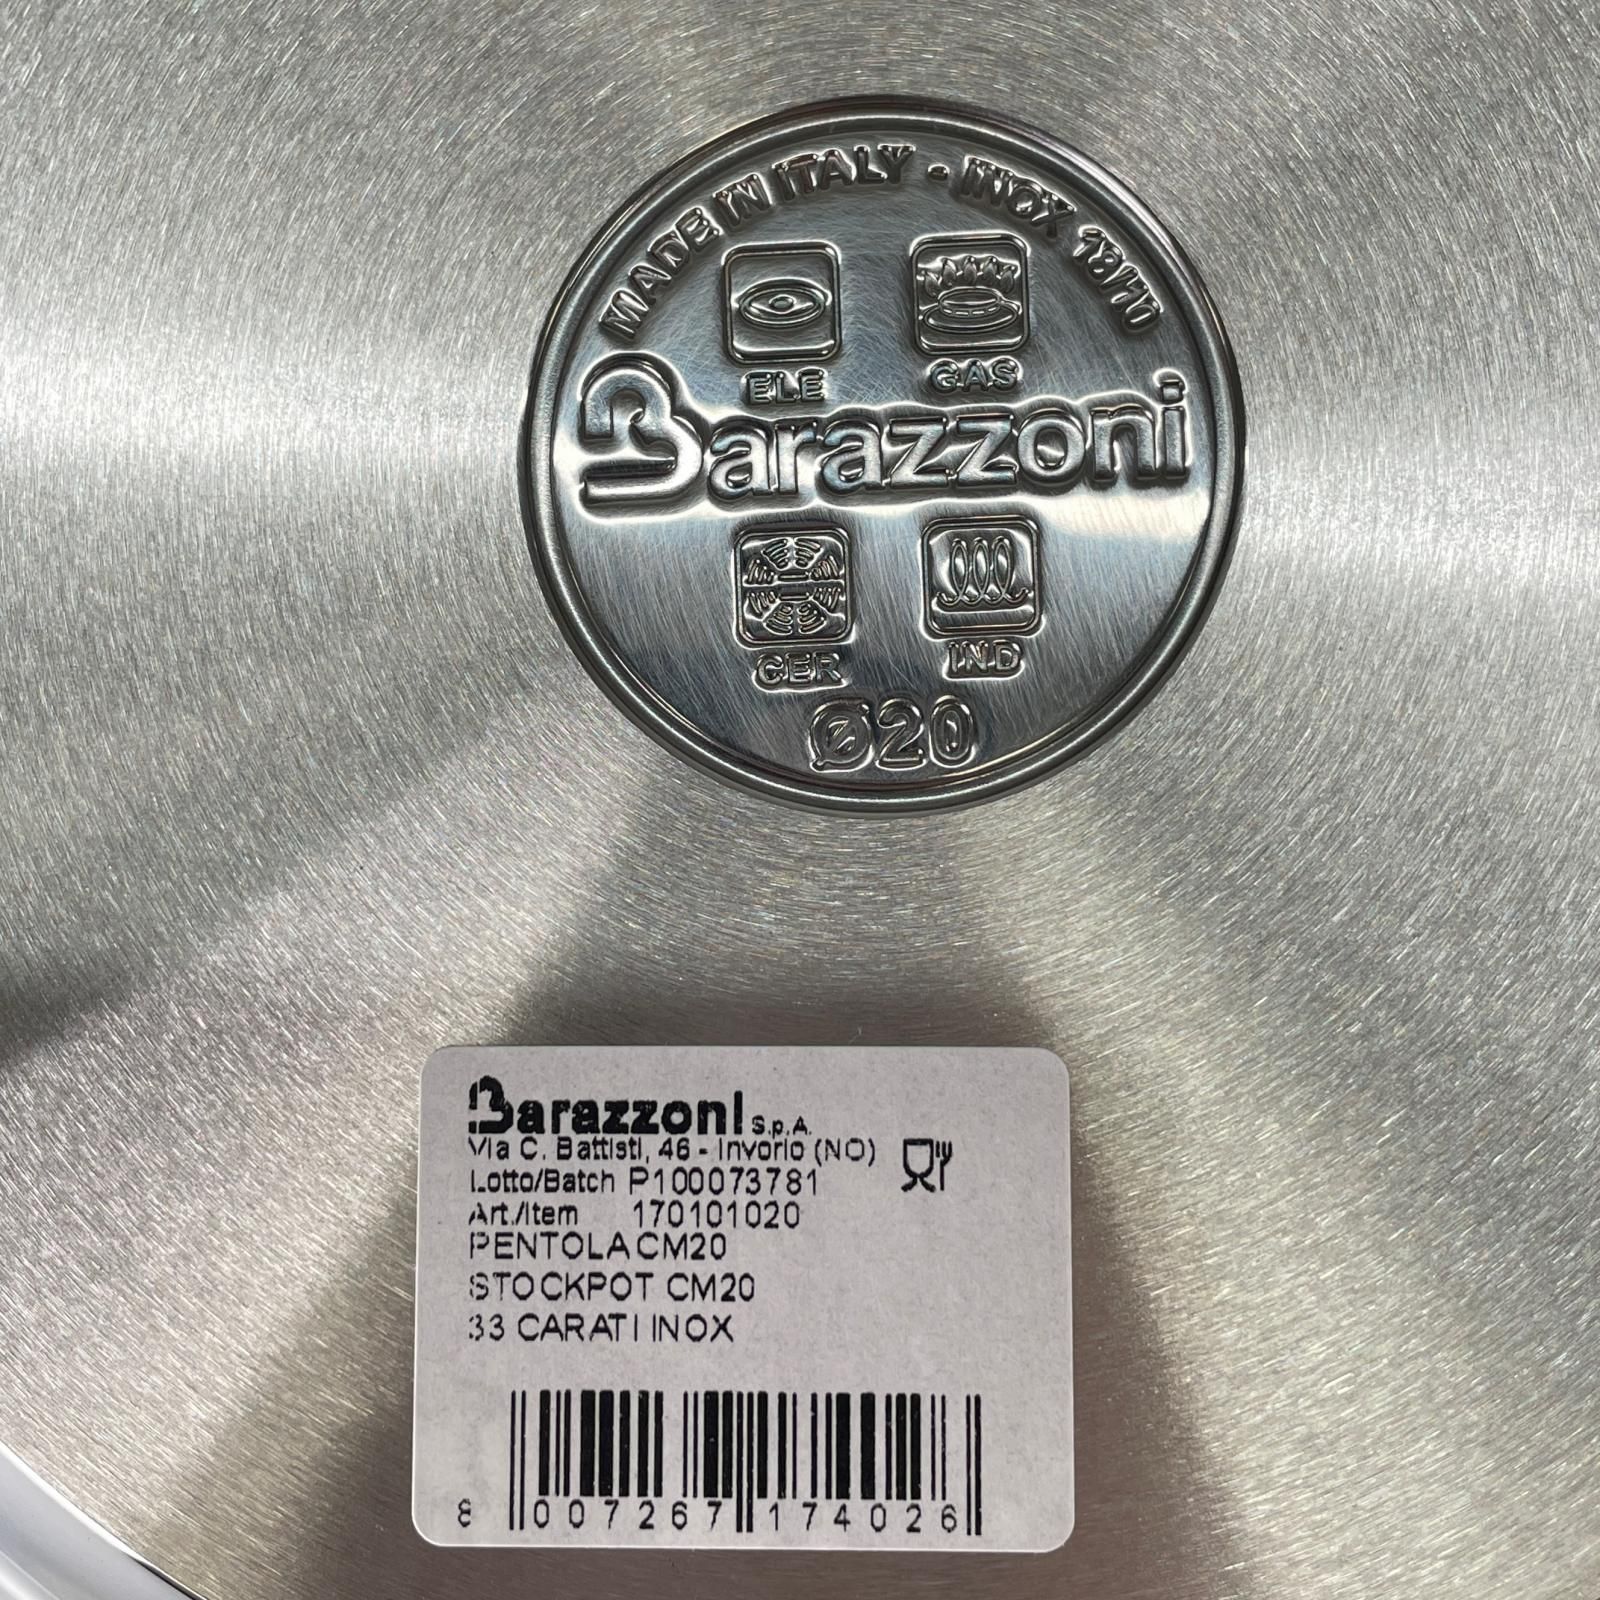 MADE IN ITALY - INOX 18/10
ELE GAS
Barazzoni
CER IND
Ø20
Barazzoni S.p.A.
Via C. Battisti, 46 - Invorio (NO)
Lotto/Batch P100073781
Art./Item 170101020
PENTOLA CM20
STOCKPOT CM20
33 CARATI INOX
8 007267 174026